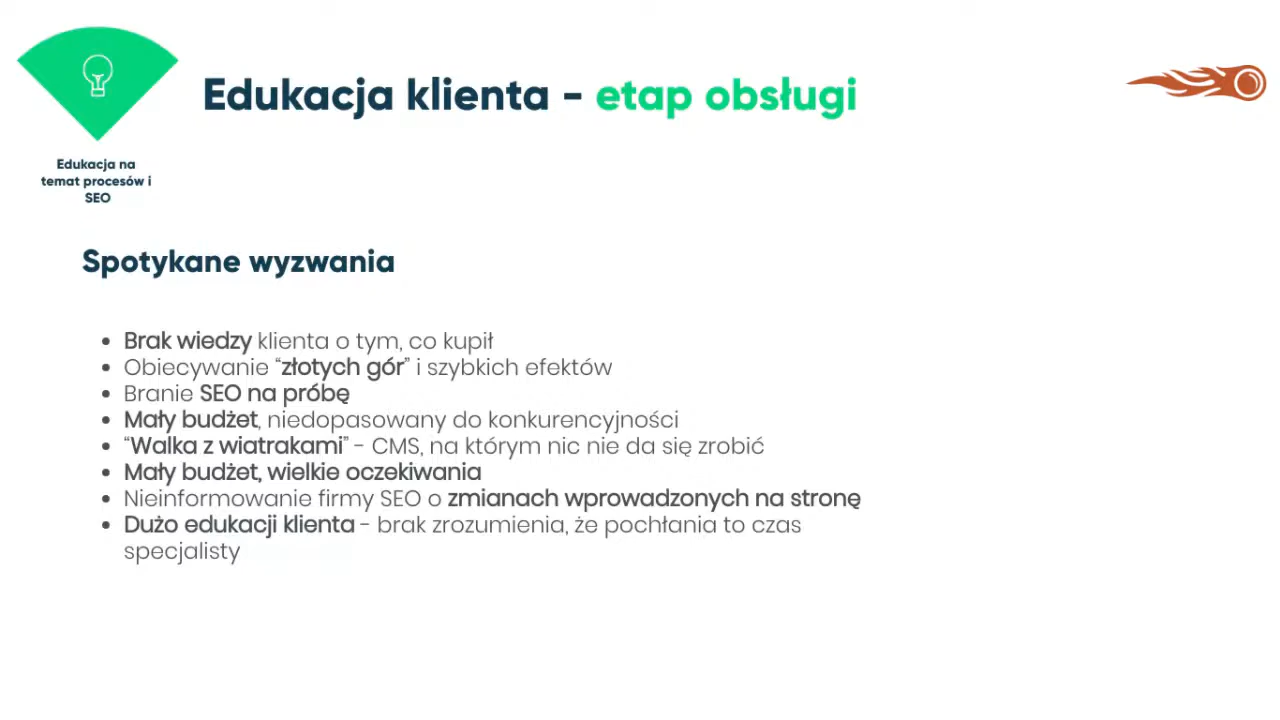 Edukacja klienta - etap obsługi
Edukacja na
temat procesów i
SEO
Spotykane wyzwania
• Brak wiedzy klienta o tym, co kupił
• Obiecywanie “złotych gór” i szybkich efektów
• Branie SEO na próbę
• Mały budżet, niedopasowany do konkurencyjności
• “Walka z wiatrakami” - CMS, na którym nic nie da się zrobić
• Mały budżet, wielkie oczekiwania
• Nieinformowanie firmy SEO o zmianach wprowadzonych na stronę
• Dużo edukacji klienta - brak zrozumienia, że pochłania to czas
specjalisty